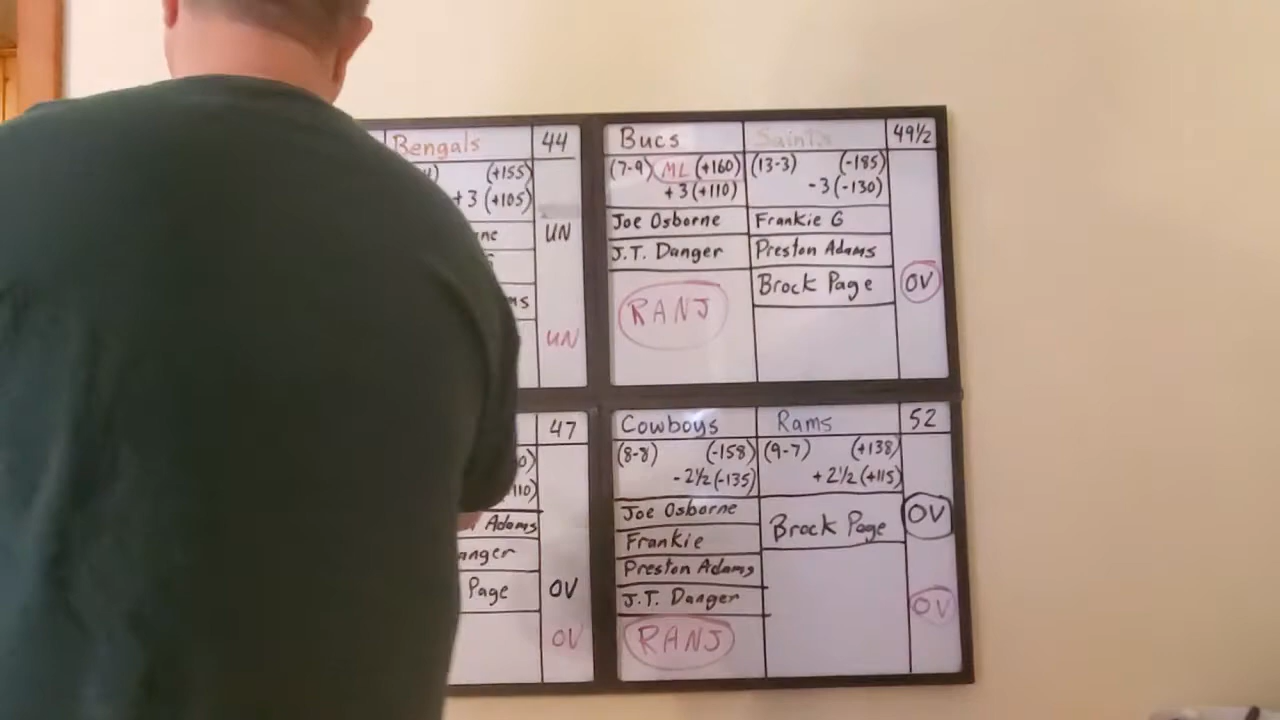 Bengals 44
(+155)
+3 (+105)
UN
UN
Bucs Saints 49½
(7-9) ML (+160) (13-3) (-185)
+3 (+110) -3 (-130)
Joe Osborne Frankie G
J.T. Danger Preston Adams
Brock Page OV
RANJ
47
Adams
Page OV
OV
Cowboys Rams 52
(8-8) (-158) (9-7) (+138)
-2½ (-135) +2½ (+115)
Joe Osborne Brock Page OV
Frankie
Preston Adams
J.T. Danger OV
RANJ